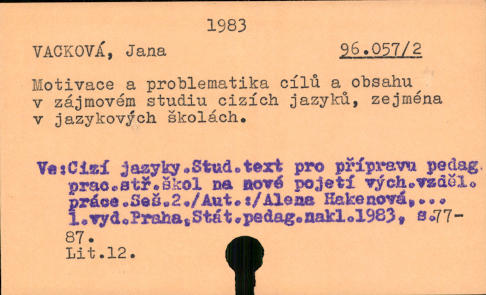 1983
VACKOVÁ, Jana 96.057/2
Motivace a problematika cílů a obsahu
v zájmovém studiu cizích jazyků, zejména
v jazykových školách.
Ve:Cizí jazyky.Stud.text pro přípravu pedag.
prac.stř.škol na nové pojetí vých.vzděl.
práce.Seš.2./Aut.:/Alena Hakenová,...
1.vyd.Praha,Stát.pedag.nakl.1983, s.77-
87.
Lit.12.